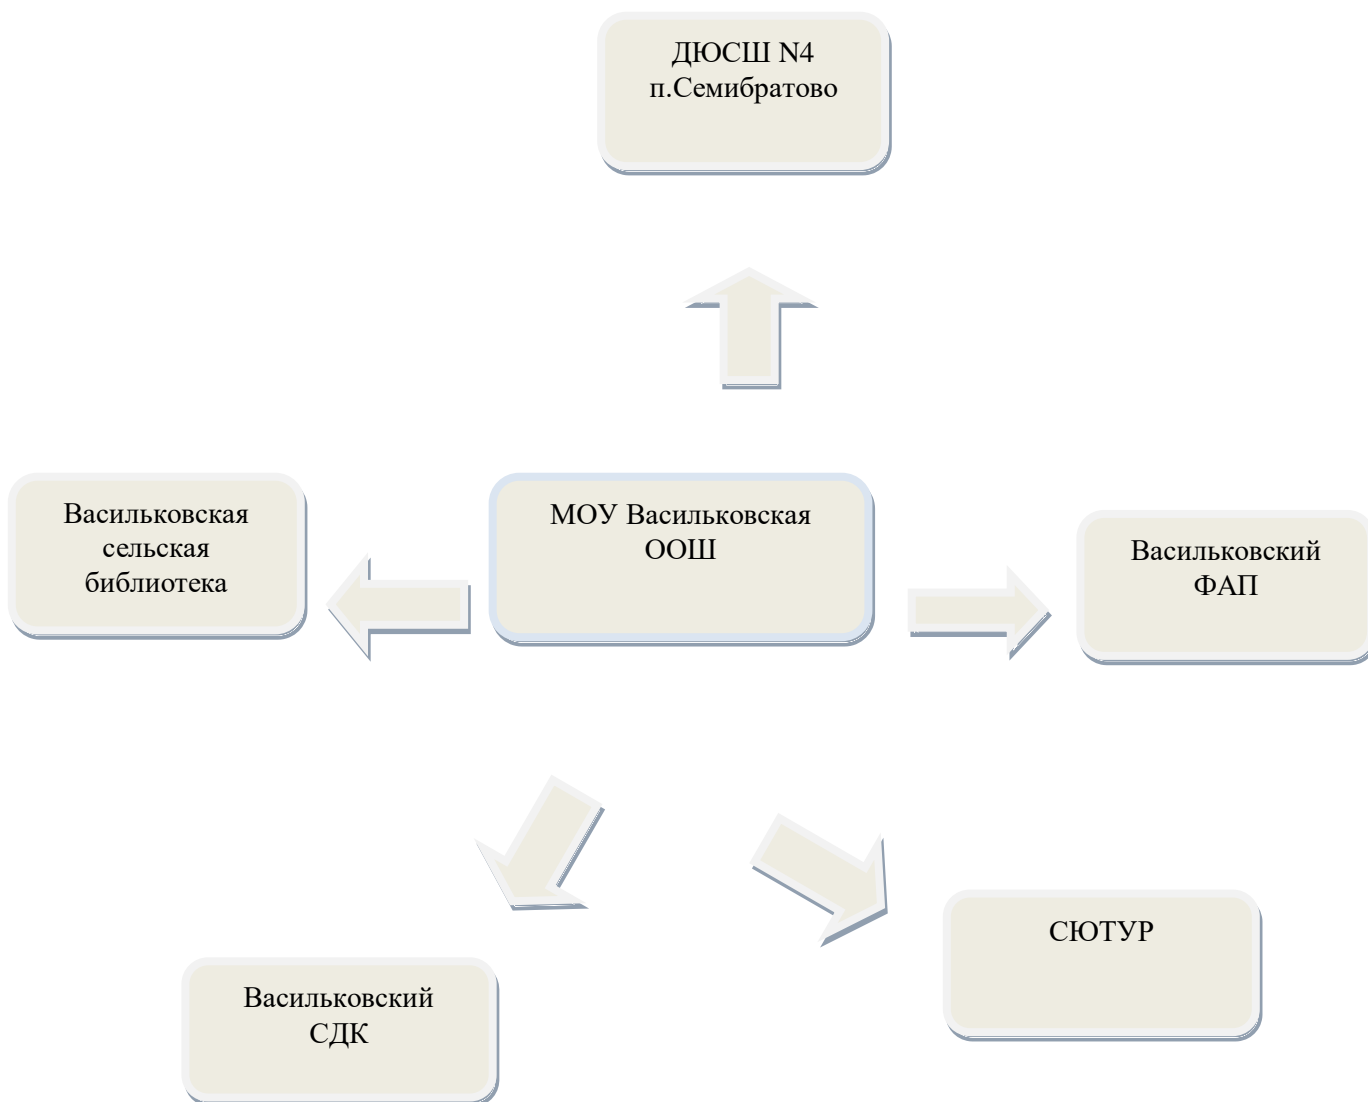 ДЮСШ N4
п.Семибратово
Васильковская
сельская
библиотека
МОУ Васильковская
ООШ
Васильковский
ФАП
СЮТУР
Васильковский
СДК